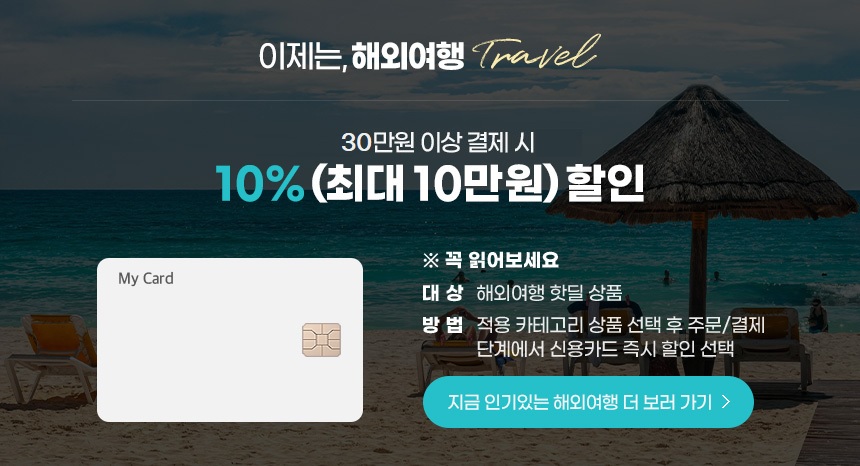 이제는, 해외여행 Travel
30만원 이상 결제 시
10% (최대 10만원) 할인
My Card
※ 꼭 읽어보세요
대 상 해외여행 핫딜 상품
방 법 적용 카테고리 상품 선택 후 주문/결제
단계에서 신용카드 즉시 할인 선택
지금 인기있는 해외여행 더 보러 가기 >